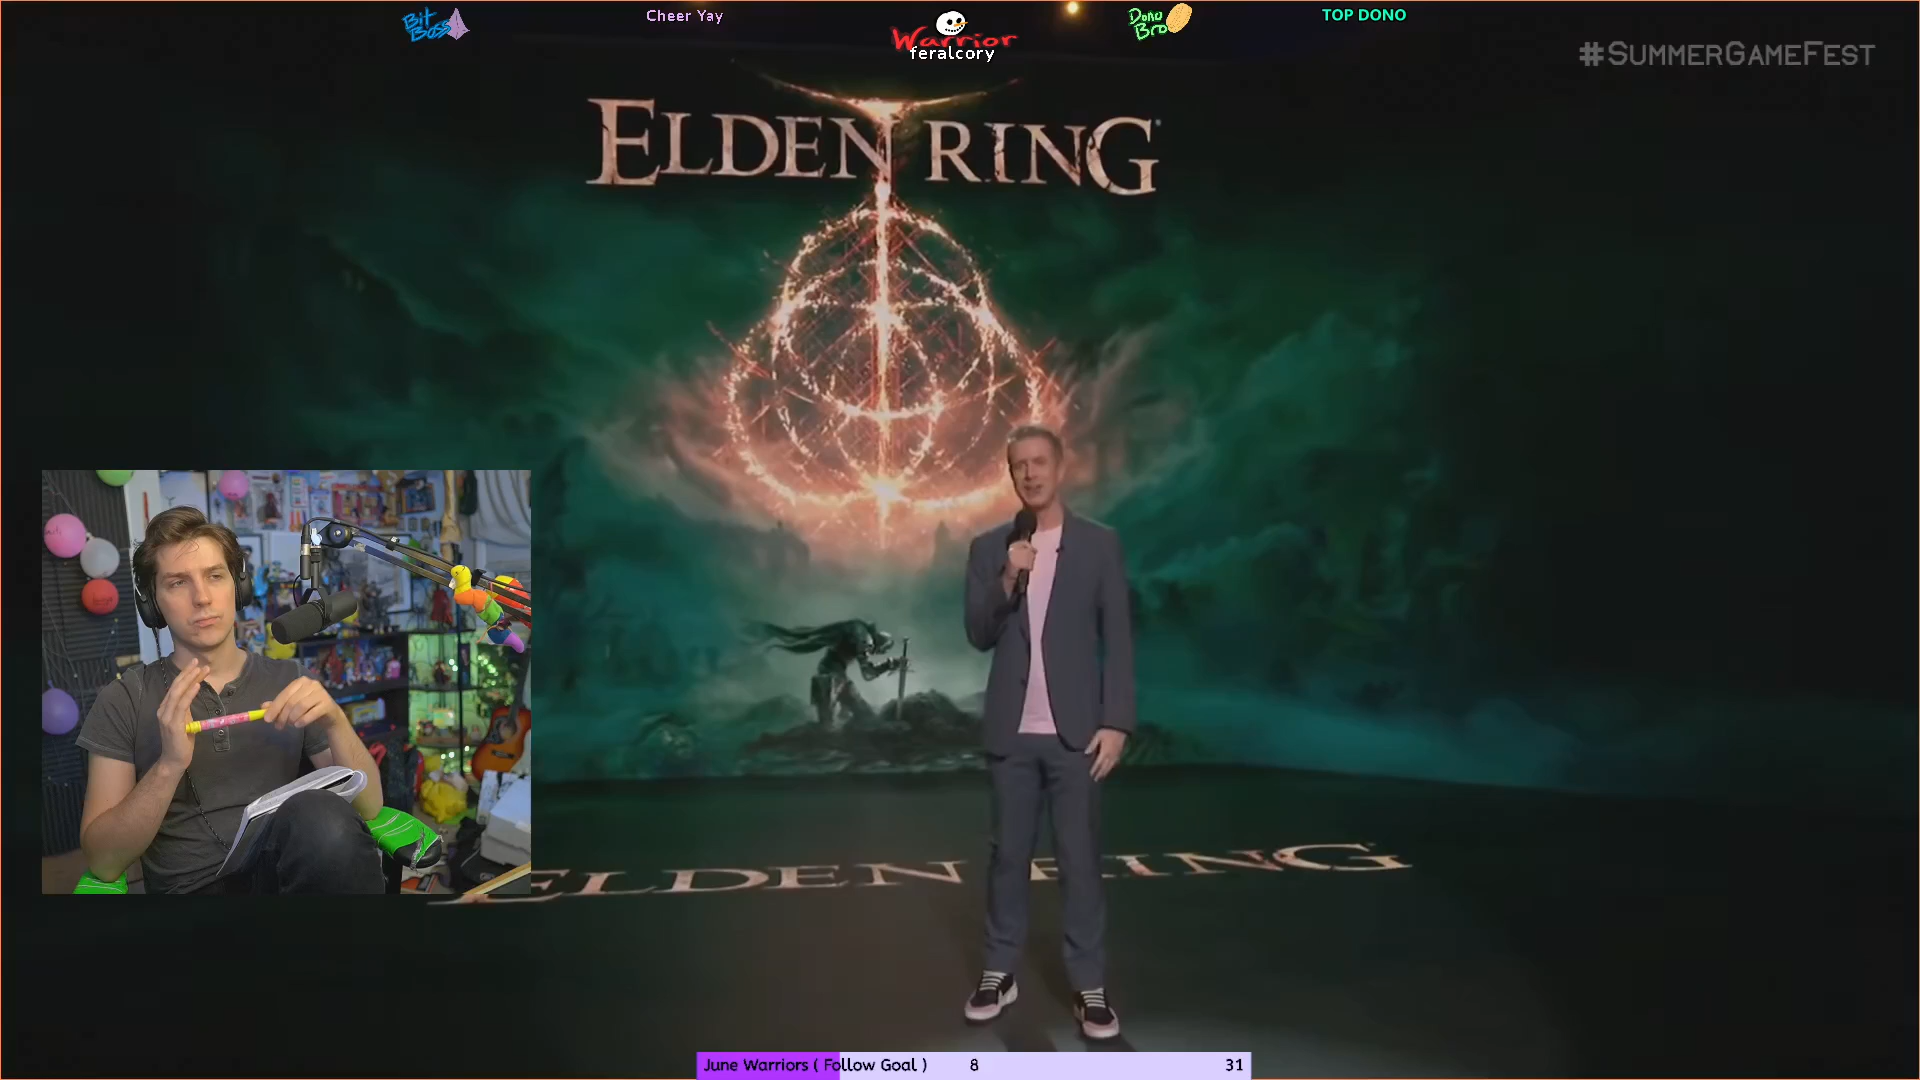 Bit Boss
Cheer Yay
Warrior
feralcory
Dono Bro
TOP DONO
#SUMMERGAMEFEST
ELDEN RING
ELDEN RING
June Warriors ( Follow Goal )
8
31